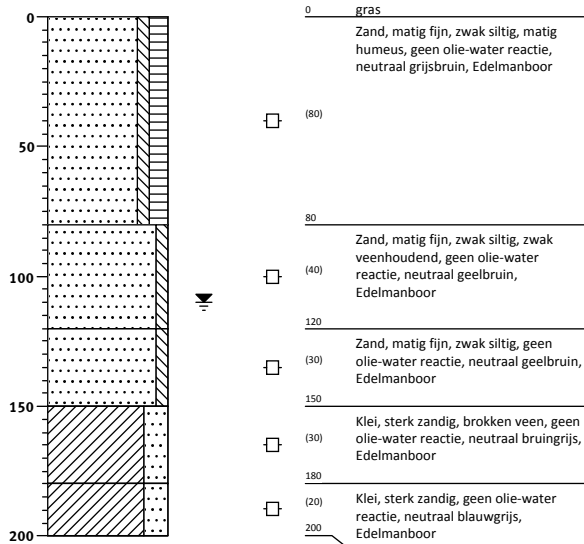 0
50
100
150
200
0
gras
Zand, matig fijn, zwak siltig, matig
humeus, geen olie-water reactie,
neutraal grijsbruin, Edelmanboor
(80)
80
Zand, matig fijn, zwak siltig, zwak
veenhoudend, geen olie-water
reactie, neutraal geelbruin,
Edelmanboor
(40)
120
Zand, matig fijn, zwak siltig, geen
olie-water reactie, neutraal geelbruin,
Edelmanboor
(30)
150
Klei, sterk zandig, brokken veen, geen
olie-water reactie, neutraal bruingrijs,
Edelmanboor
(30)
180
Klei, sterk zandig, geen olie-water
reactie, neutraal blauwgrijs,
Edelmanboor
(20)
200